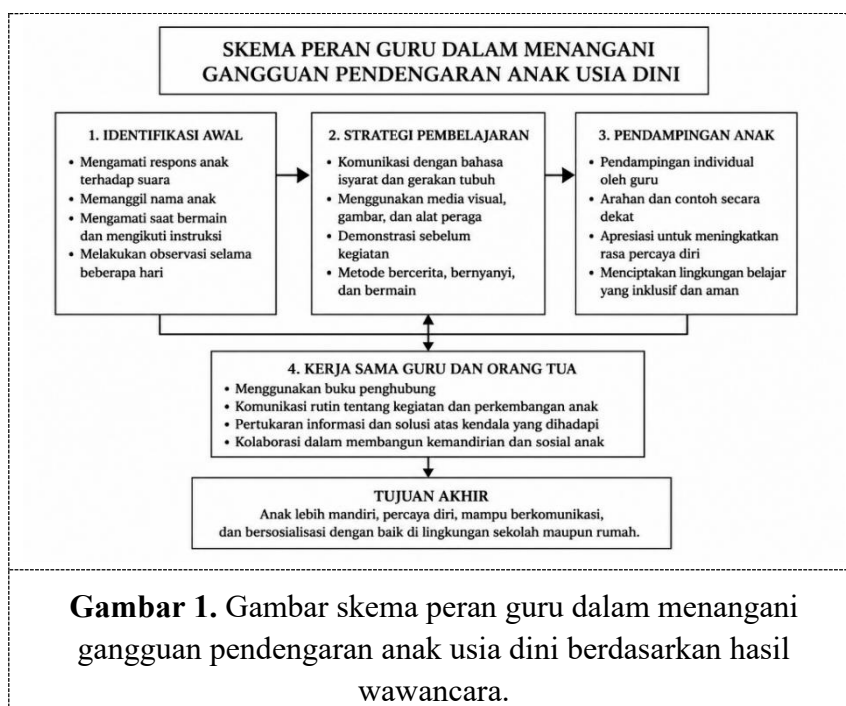 SKEMA PERAN GURU DALAM MENANGANI
GANGGUAN PENDENGARAN ANAK USIA DINI
1. IDENTIFIKASI AWAL
• Mengamati respons anak
terhadap suara
• Memanggil nama anak
• Mengamati saat bermain
dan mengikuti instruksi
• Melakukan observasi selama
beberapa hari
2. STRATEGI PEMBELAJARAN
• Komunikasi dengan bahasa
isyarat dan gerakan tubuh
• Menggunakan media visual,
gambar, dan alat peraga
• Demonstrasi sebelum
kegiatan
• Metode bercerita, bernyanyi,
dan bermain
3. PENDAMPINGAN ANAK
• Pendampingan individual
oleh guru
• Arahan dan contoh secara
dekat
• Apresiasi untuk meningkatkan
rasa percaya diri
• Menciptakan lingkungan belajar
yang inklusif dan aman
4. KERJA SAMA GURU DAN ORANG TUA
• Menggunakan buku penghubung
• Komunikasi rutin tentang kegiatan dan perkembangan anak
• Pertukaran informasi dan solusi atas kendala yang dihadapi
• Kolaborasi dalam membangun kemandirian dan sosial anak
TUJUAN AKHIR
Anak lebih mandiri, percaya diri, mampu berkomunikasi,
dan bersosialisasi dengan baik di lingkungan sekolah maupun rumah.
Gambar 1. Gambar skema peran guru dalam menangani
gangguan pendengaran anak usia dini berdasarkan hasil
wawancara.